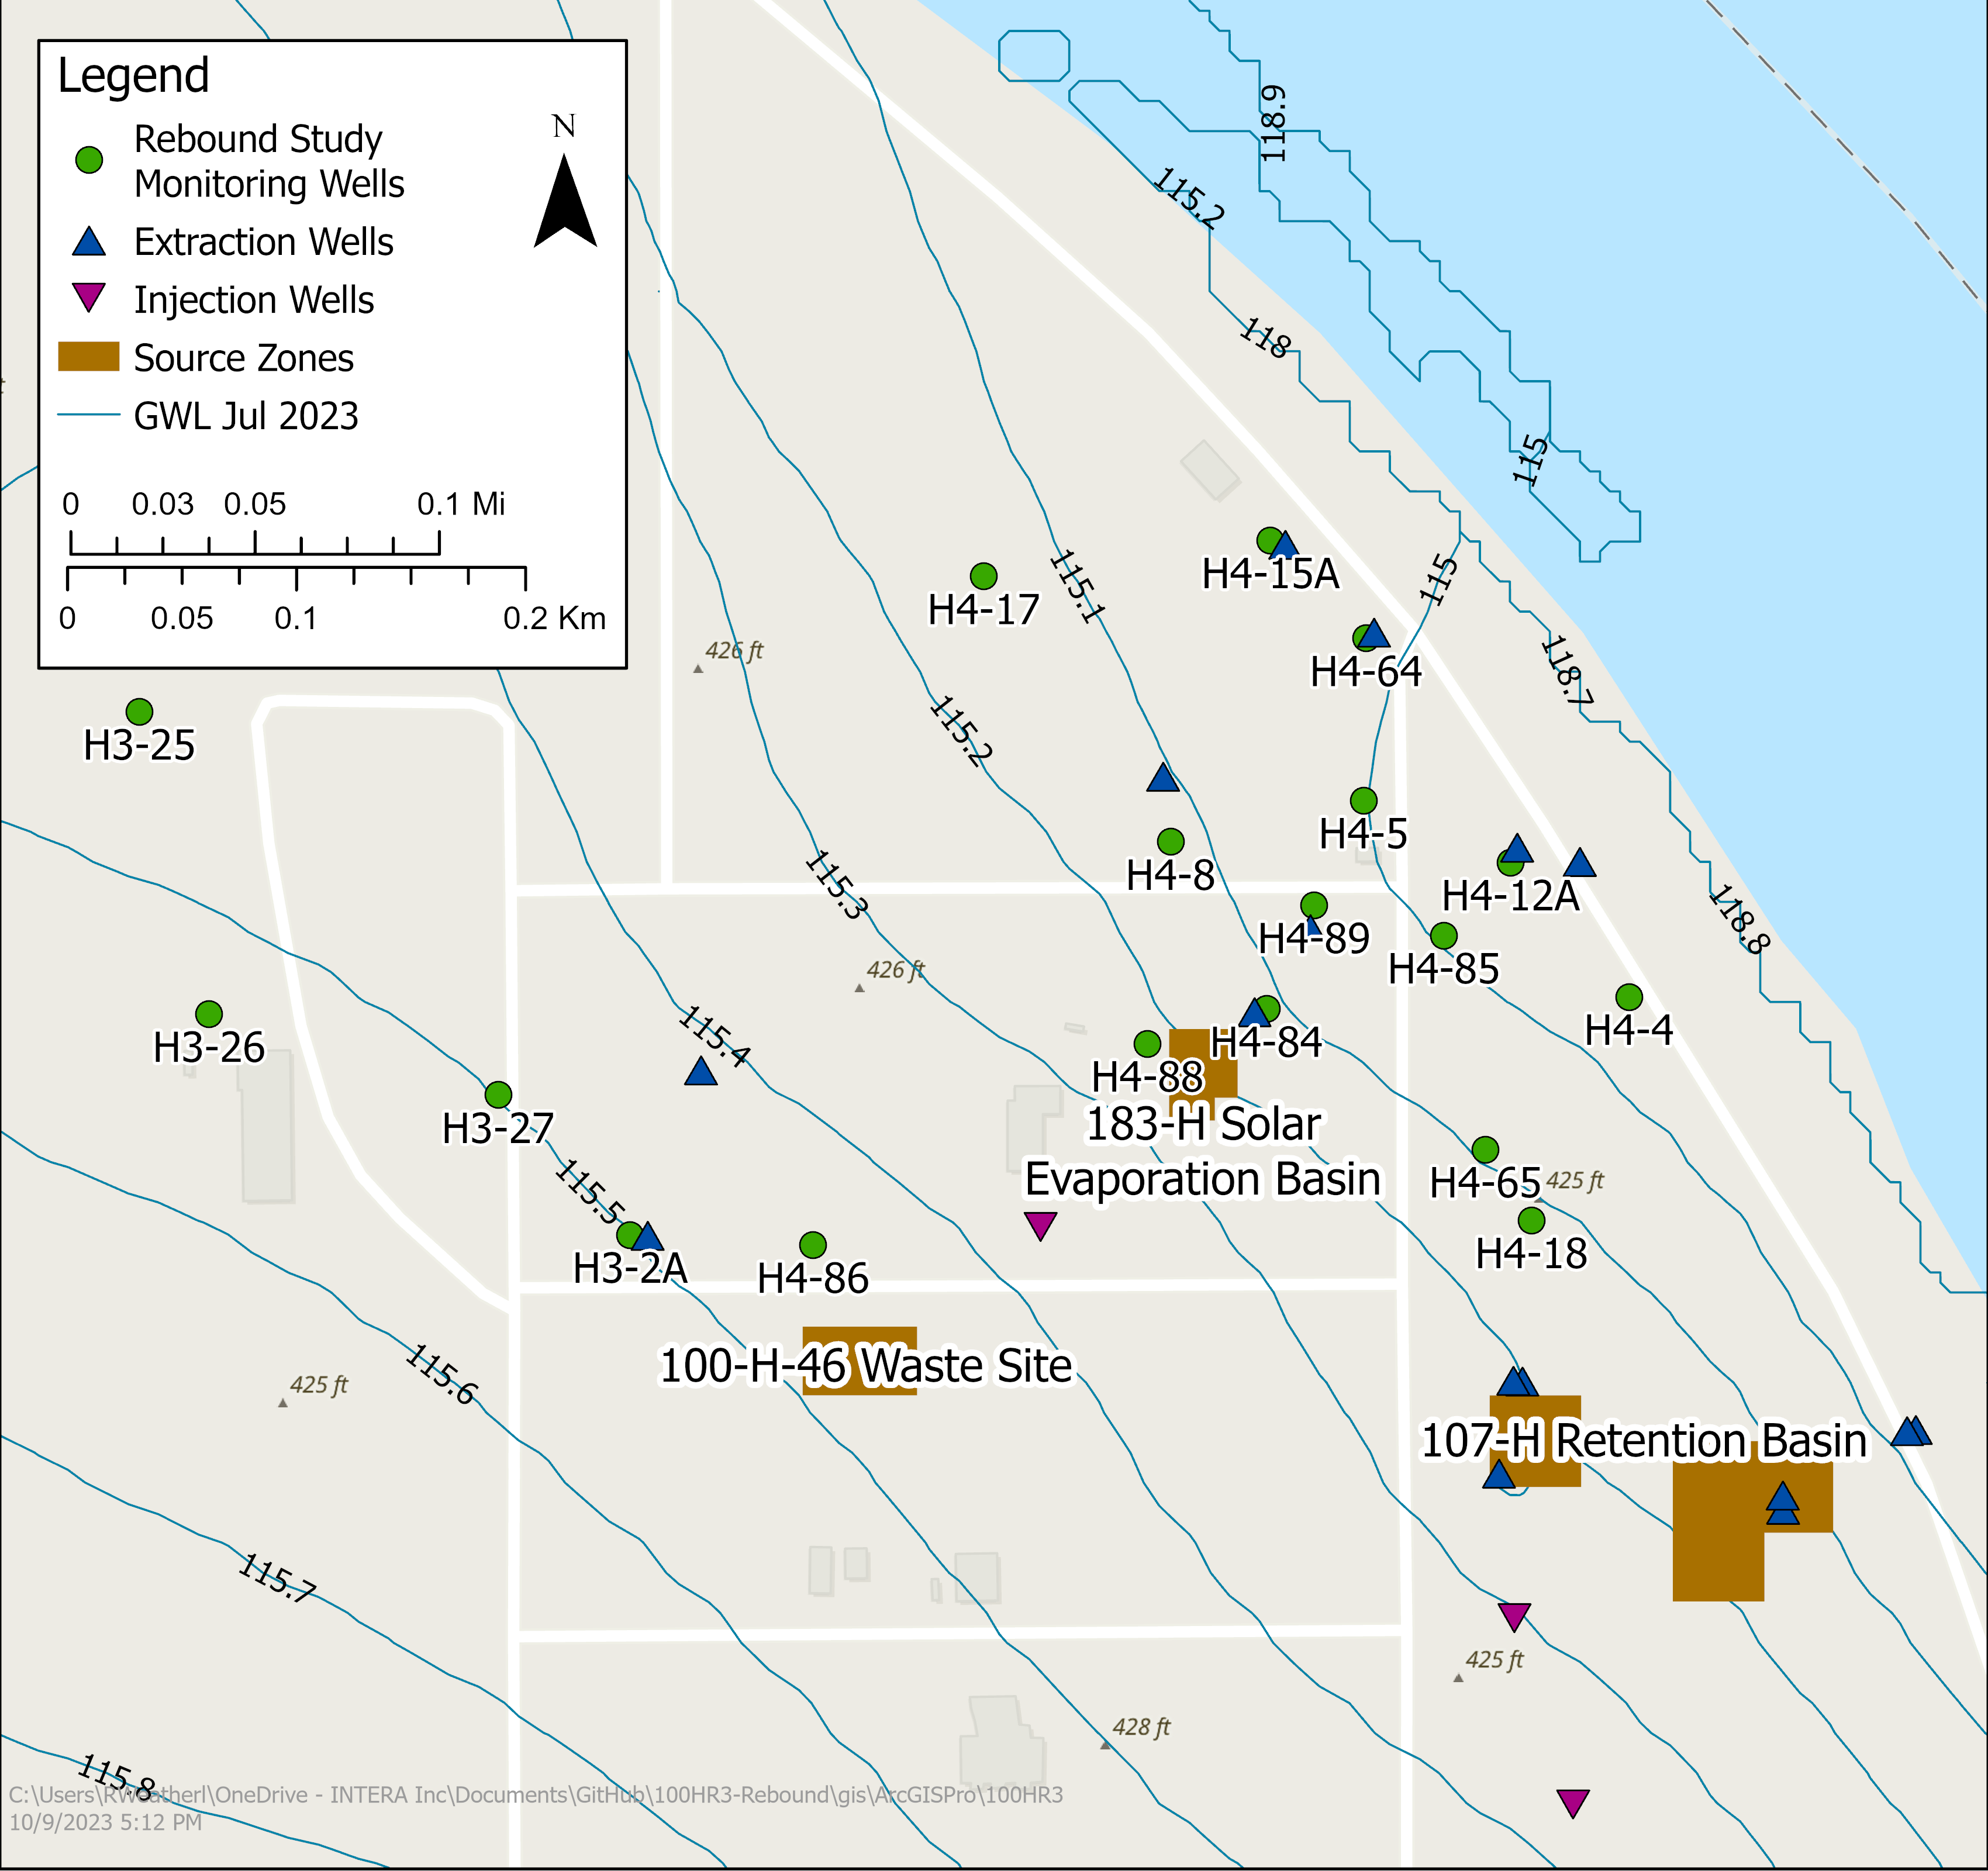 Legend
N
Rebound Study
Monitoring Wells
Extraction Wells
Injection Wells
Source Zones
GWL Jul 2023
0 0.03 0.05 0.1 Mi
0 0.05 0.1 0.2 Km
118.9
115.2
118
115
H4-15A
115.1
115
H4-17
426 ft
H4-64
118.7
115.2
H3-25
H4-5
H4-8
115.3
H4-12A
118.8
H4-89
426 ft
H4-85
H4-4
115.4
H3-26
H4-84
H4-88
H3-27
183-H Solar
Evaporation Basin
115.5
H4-65
425 ft
H3-2A
H4-86
H4-18
100-H-46 Waste Site
115.6
425 ft
107-H Retention Basin
115.7
425 ft
428 ft
115.8
C:\Users\RWeatherl\OneDrive - INTERA Inc\Documents\GitHub\100HR3-Rebound\gis\ArcGISPro\100HR3
10/9/2023 5:12 PM